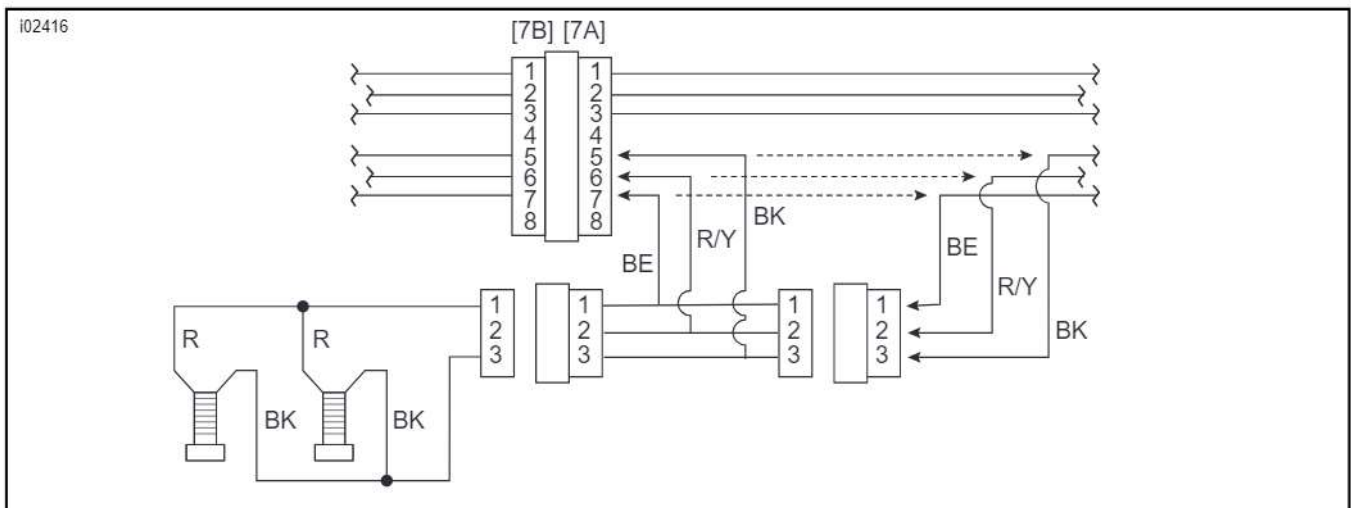 i02416
[7B] [7A]
1 1
2 2
3 3
4 4
5 5
6 6
7 7
8 8
BK
R/Y
BE
BE
R/Y
BK
1 1 1 1
2 2 2 2
3 3 3 3
R R
BK BK